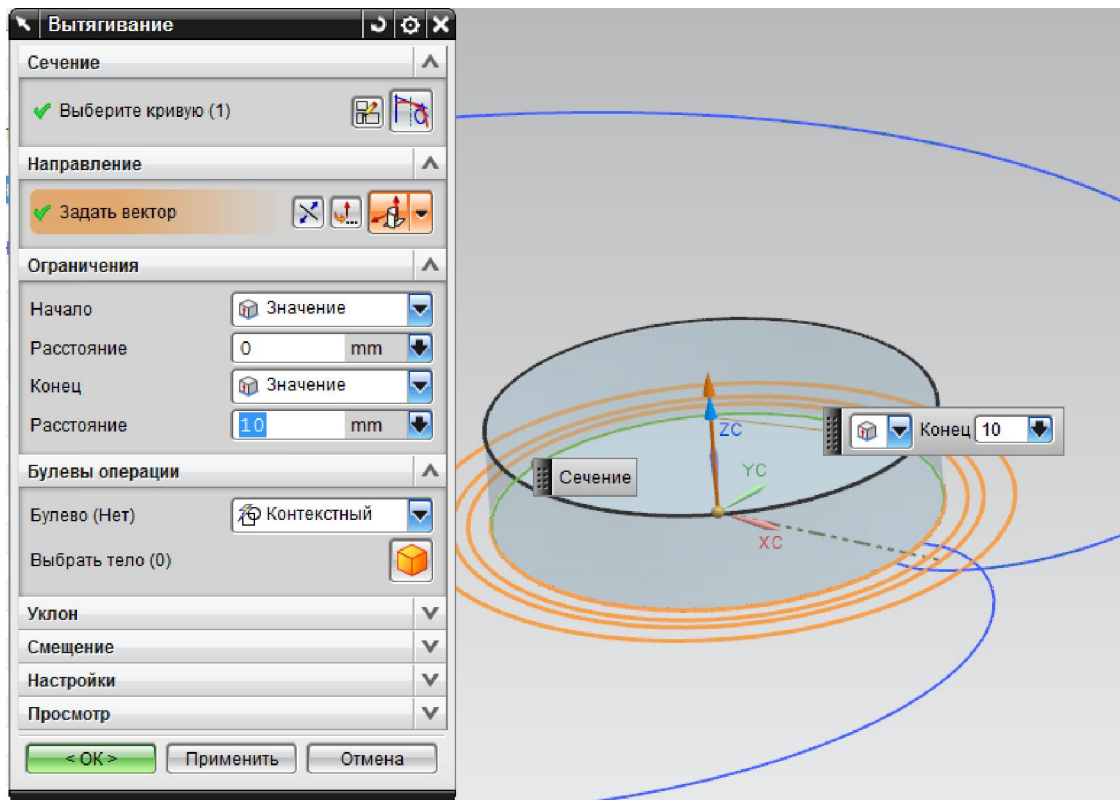 Вытягивание
Сечение
Выберите кривую (1)
Направление
Задать вектор
Ограничения
Начало Значение
Расстояние 0 mm
Конец Значение
Расстояние 10 mm
Булевы операции
Булево (Нет) Контекстный
Выбрать тело (0)
Уклон
Смещение
Настройки
Просмотр
< OK > Применить Отмена
ZC
Конец 10
YC
Сечение
XC